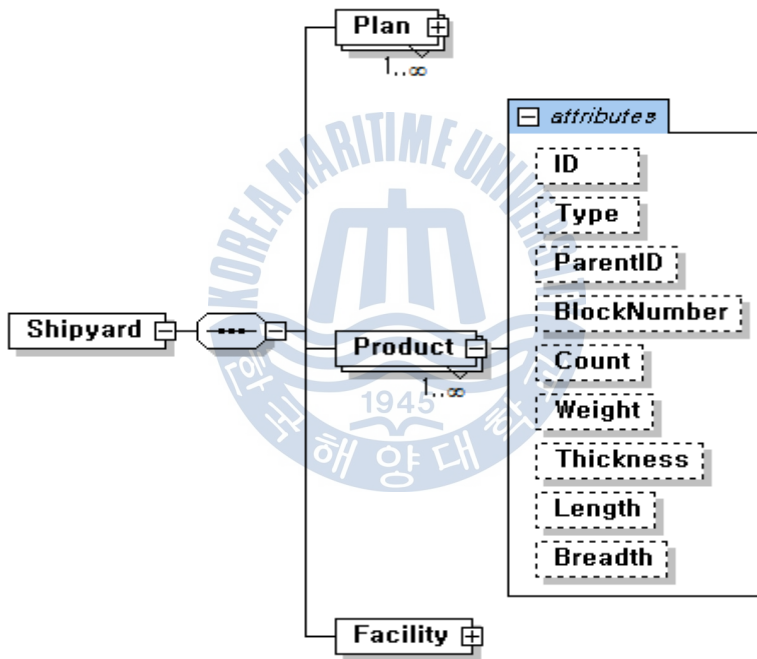 Plan
1..∞
attributes
ID
Type
ParentID
BlockNumber
Count
Weight
Thickness
Length
Breadth
Shipyard
Product
1..∞
Facility
KOREA MARITIME UNIVERSITY
1945
한국해양대학교